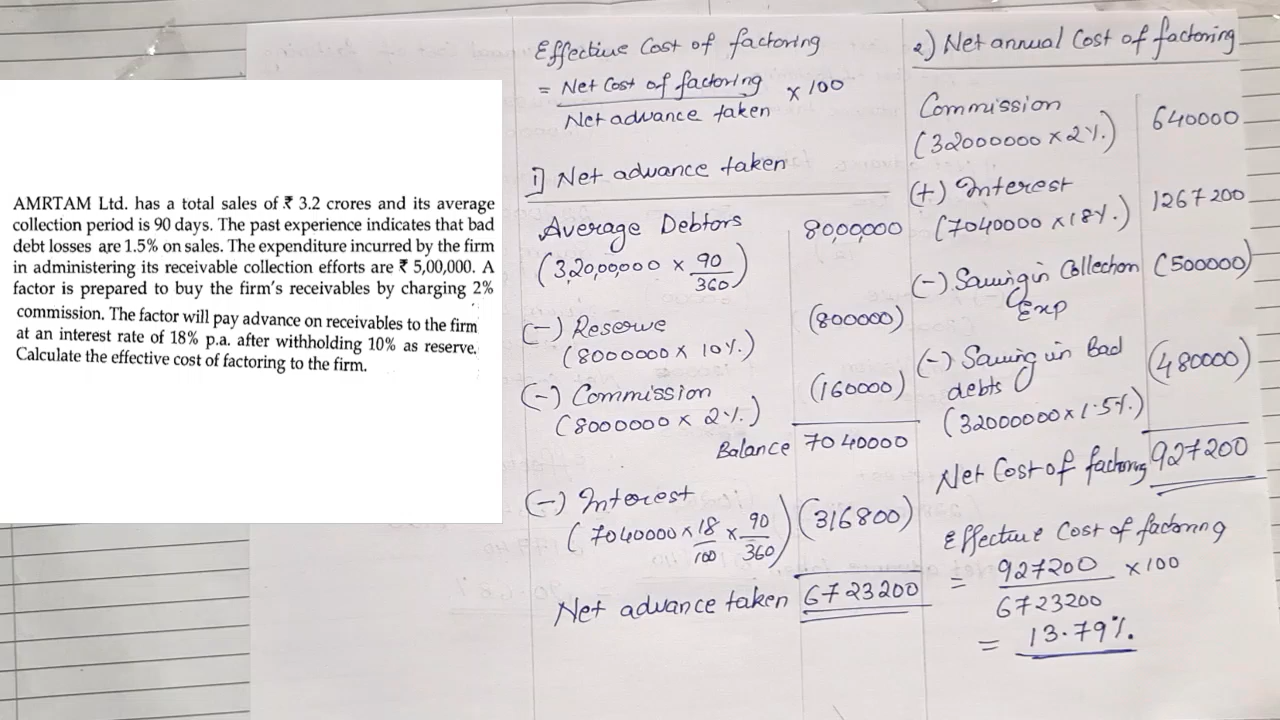 AMRTAM Ltd. has a total sales of ₹ 3.2 crores and its average
collection period is 90 days. The past experience indicates that bad
debt losses are 1.5% on sales. The expenditure incurred by the firm
in administering its receivable collection efforts are ₹ 5,00,000. A
factor is prepared to buy the firm's receivables by charging 2%
commission. The factor will pay advance on receivables to the firm
at an interest rate of 18% p.a. after withholding 10% as reserve.
Calculate the effective cost of factoring to the firm.
Effective Cost of factoring
= Net Cost of factoring × 100
Net advance taken
i] Net advance taken
Average Debtors 80,00,000
(3,20,00,000 × 90/360)
(-) Reserve (800000)
(8000000 × 10%.)
(-) Commission (160000)
(8000000 × 2%.)
Balance 7040000
(-) Interest (316800)
(7040000 × 18/100 × 90/360)
Net advance taken 6723200
2) Net annual Cost of factoring
Commission 640000
(32000000 × 2%.)
(+) Interest 1267200
(7040000 × 18%.)
(-) Saving in Collection (500000)
Exp
(-) Saving in Bad (480000)
debts
(32000000 × 1.5%.)
Net Cost of factoring 927200
Effective Cost of factoring
= 927200 × 100
6723200
= 13.79%.